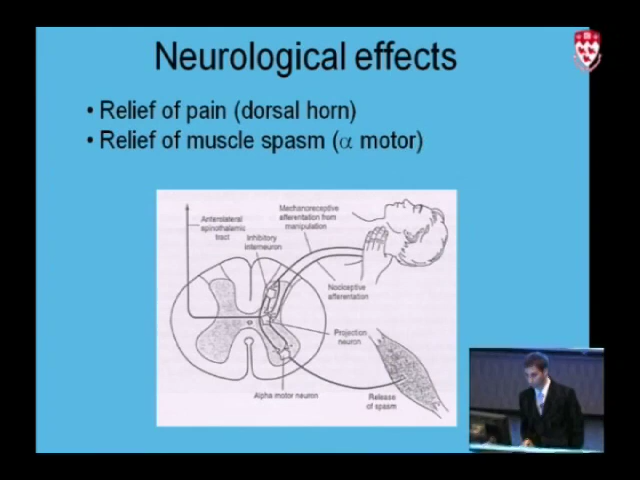 Neurological effects
• Relief of pain (dorsal horn)
• Relief of muscle spasm (α motor)
Mechanoreceptive
afferentation from
manipulation
Anterolateral
spinothalamic
tract
Inhibitory
interneuron
Nociceptive
afferentation
Projection
neuron
Alpha motor neuron
Release
of spasm